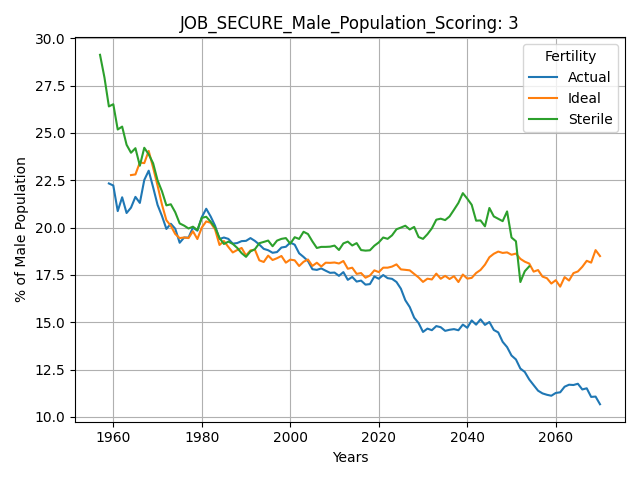 JOB_SECURE_Male_Population_Scoring: 3
30.0
27.5
25.0
22.5
20.0
17.5
15.0
12.5
10.0
% of Male Population
Fertility
Actual
Ideal
Sterile
1960 1980 2000 2020 2040 2060
Years